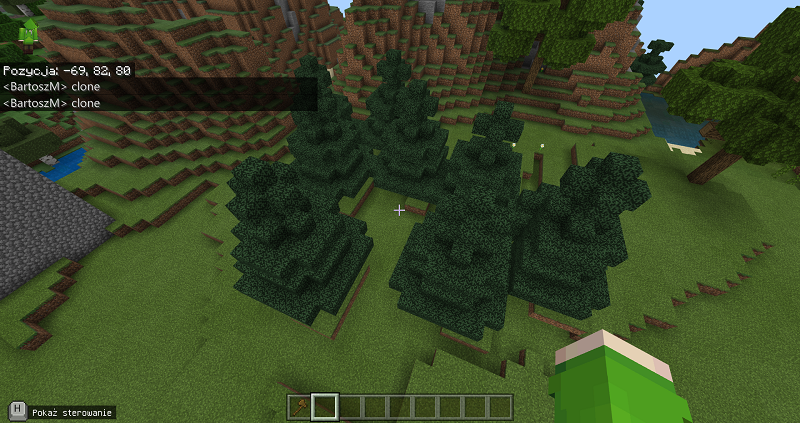 Pozycja: -69, 82, 80
<BartoszM> clone
<BartoszM> clone
H Pokaż sterowanie